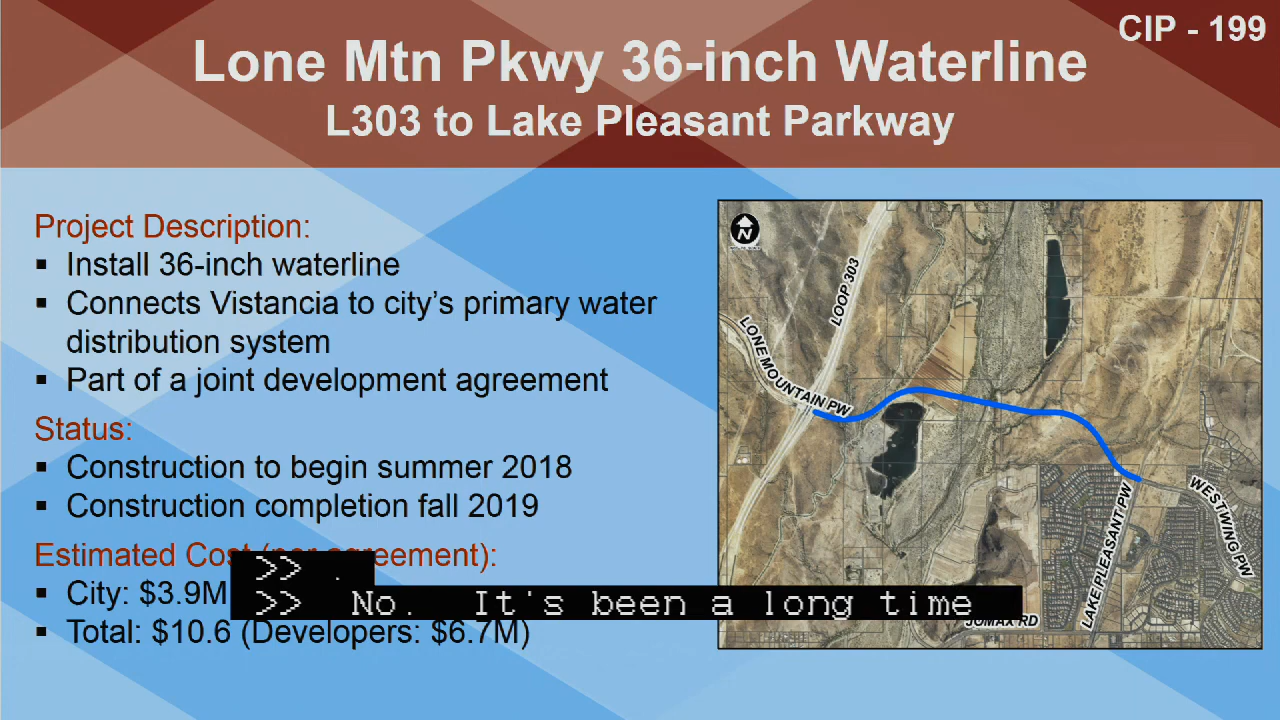 CIP - 199
Lone Mtn Pkwy 36-inch Waterline
L303 to Lake Pleasant Parkway
Project Description:
▪ Install 36-inch waterline
▪ Connects Vistancia to city's primary water
distribution system
▪ Part of a joint development agreement
Status:
▪ Construction to begin summer 2018
▪ Construction completion fall 2019
Estimated Cost (per agreement):
▪ City: $3.9M
▪ Total: $10.6 (Developers: $6.7M)
>> .
>> No. It's been a long time
N
LOOP 303
LONE MOUNTAIN PW
WESTWING PW
LAKE PLEASANT PW
JOMAX RD